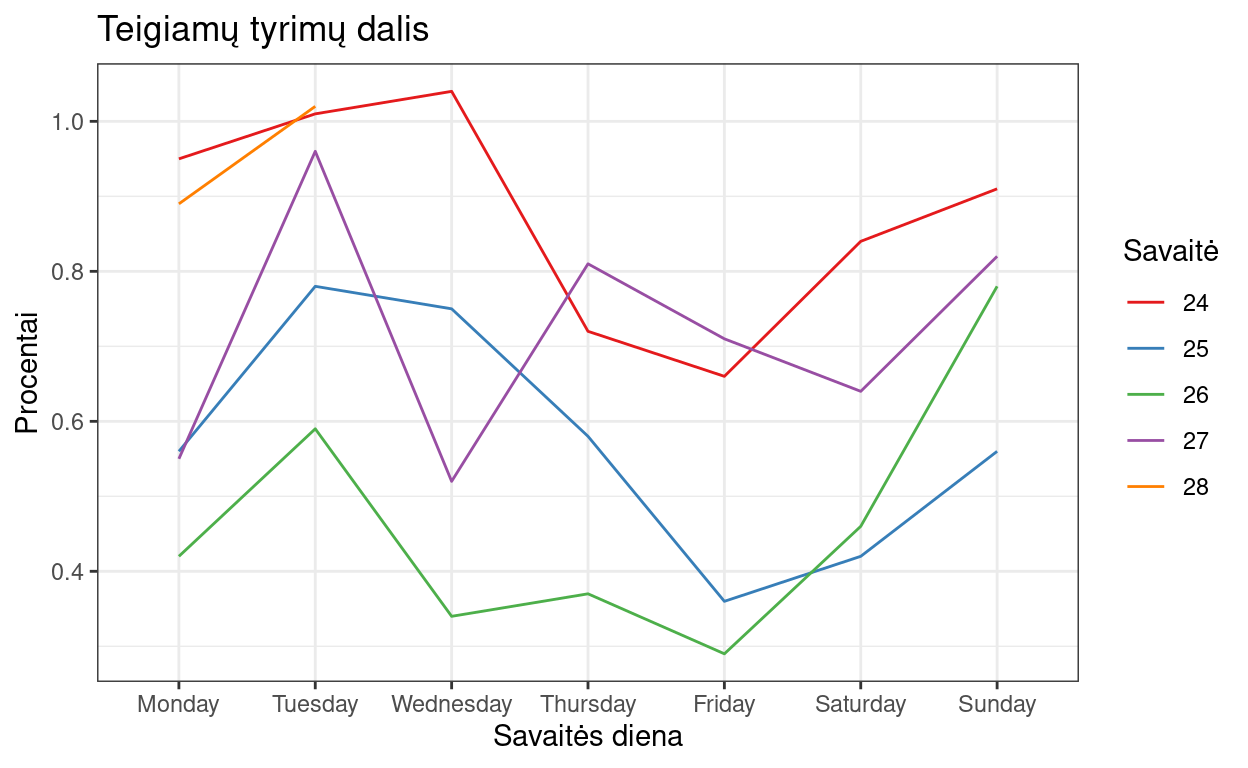 Teigiamų tyrimų dalis
Procentai
1.0
0.8
0.6
0.4
Monday Tuesday Wednesday Thursday Friday Saturday Sunday
Savaitės diena
Savaitė
24
25
26
27
28